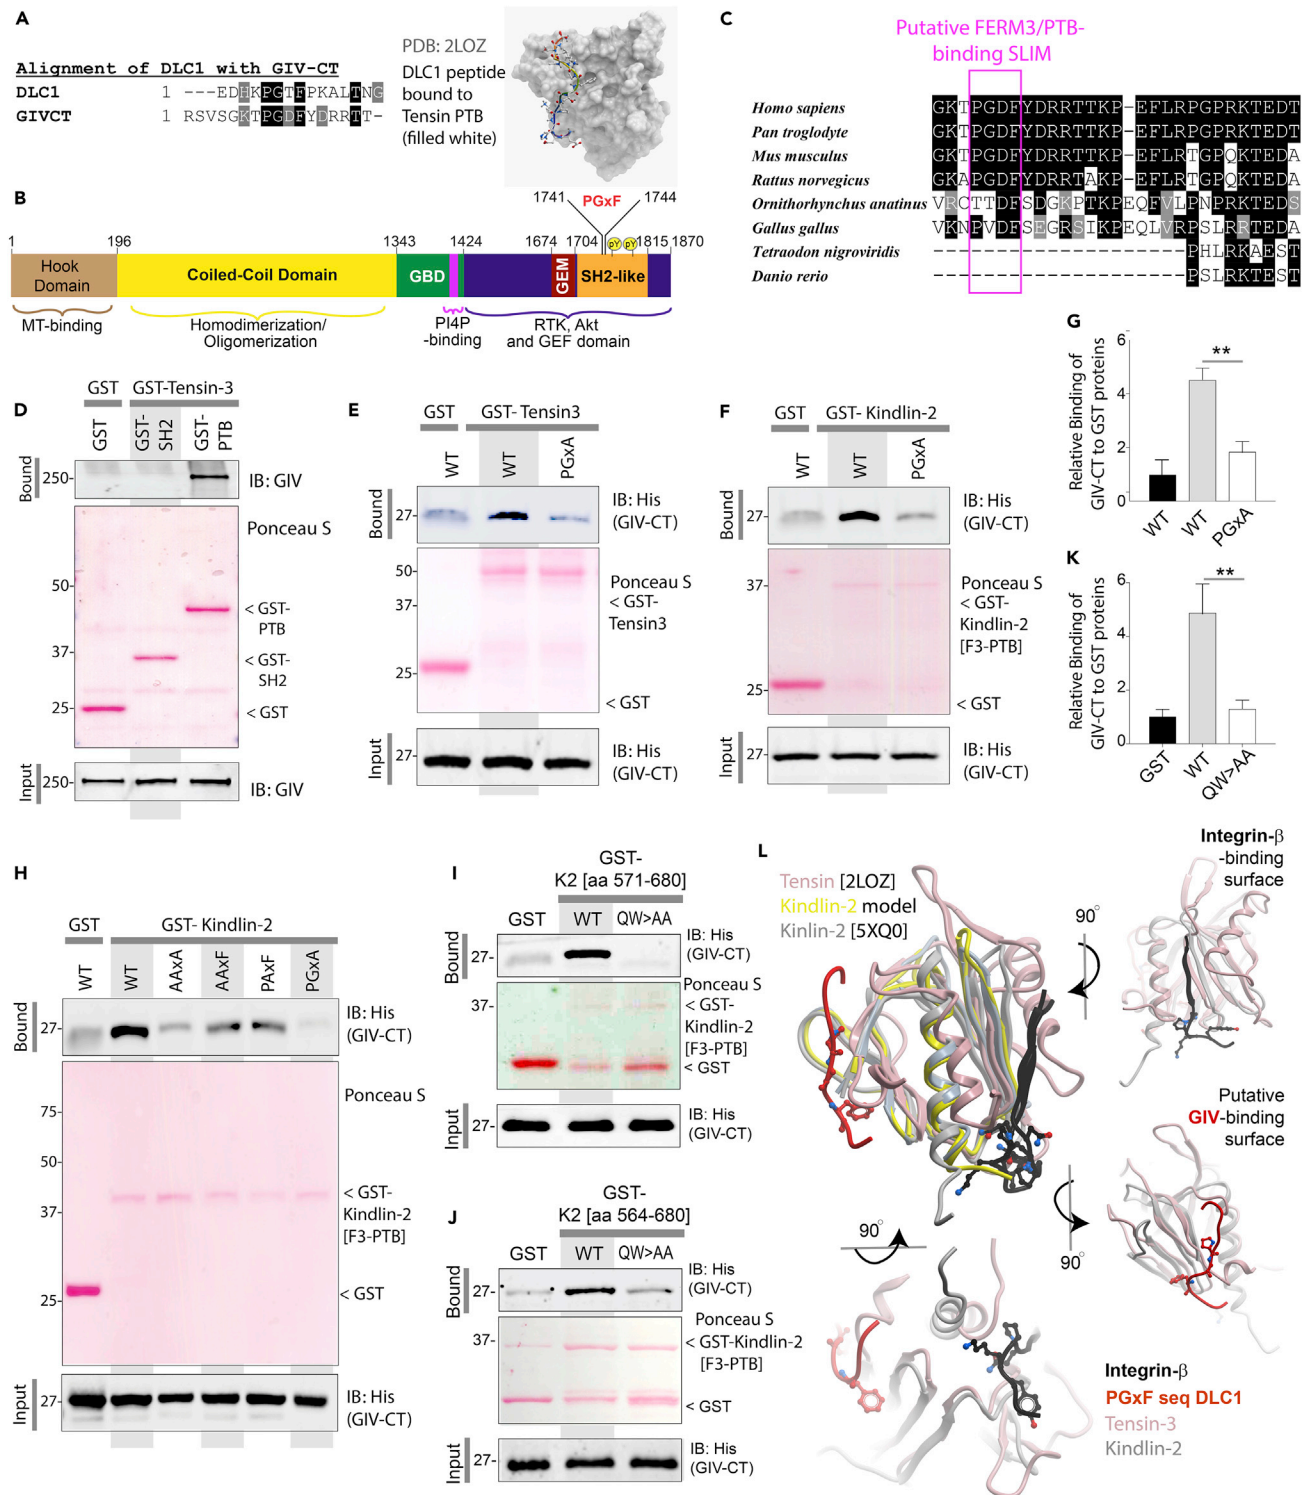 A
Alignment of DLC1 with GIV-CT
DLC1 1 ---EDHKPGTFPKALTNG
GIVCT 1 RSVSGKTPGDFYDRRTT-
PDB: 2LOZ
DLC1 peptide
bound to
Tensin PTB
(filled white)
B
1741 PGxF 1744
1 196 1343 1424 1674 1704 1815 1870
pY pY
Hook
Domain
Coiled-Coil Domain
GBD
GEM
SH2-like
MT-binding
Homodimerization/
Oligomerization
PI4P
-binding
RTK, Akt
and GEF domain
C
Putative FERM3/PTB-
binding SLIM
Homo sapiens GKTPGDFYDRRTTKP-EFLRPGPRKTEDT
Pan troglodyte GKTPGDFYDRRTTKP-EFLRPGPRKTEDT
Mus musculus GKTPGDFYDRRTTKP-EFLRTGPQKTEDA
Rattus norvegicus GKAPGDFYDRRTAKP-EFLRTGPQKTEDA
Ornithorhynchus anatinus VRCTTDFSDGKPTKPEQFVLPNPRKTEDS
Gallus gallus VKNPVDFSEGRSIKPEQLVRPSLRRTEDA
Tetraodon nigroviridis --------------------PHLRKAEST
Danio rerio --------------------PSLRKTEST
D
GST GST-Tensin-3
GST
GST-
SH2
GST-
PTB
Bound
250-
IB: GIV
Ponceau S
50-
37-
25-
< GST-
PTB
< GST-
SH2
< GST
Input
250-
IB: GIV
E
GST GST- Tensin3
WT WT PGxA
Bound
27-
IB: His
(GIV-CT)
50-
37-
25-
Ponceau S
< GST-
Tensin3
< GST
Input
27-
IB: His
(GIV-CT)
F
GST GST- Kindlin-2
WT WT PGxA
Bound
27-
IB: His
(GIV-CT)
37-
25-
Ponceau S
< GST-
Kindlin-2
[F3-PTB]
< GST
Input
27-
IB: His
(GIV-CT)
G
Relative Binding of
GIV-CT to GST proteins
6
4
2
0
**
WT WT PGxA
K
Relative Binding of
GIV-CT to GST proteins
6
4
2
0
**
GST WT QW>AA
H
GST GST- Kindlin-2
WT WT AAxA AAxF PAxF PGxA
Bound
27-
IB: His
(GIV-CT)
Ponceau S
75-
50-
37-
25-
< GST-
Kindlin-2
[F3-PTB]
< GST
Input
27-
IB: His
(GIV-CT)
I
GST-
K2 [aa 571-680]
GST WT QW>AA
Bound
27-
IB: His
(GIV-CT)
37-
Ponceau S
< GST-
Kindlin-2
[F3-PTB]
< GST
Input
27-
IB: His
(GIV-CT)
J
GST-
K2 [aa 564-680]
GST WT QW>AA
Bound
27-
IB: His
(GIV-CT)
37-
Ponceau S
< GST-Kindlin-2
[F3-PTB]
< GST
Input
27-
IB: His
(GIV-CT)
L
Tensin [2LOZ]
Kindlin-2 model
Kinlin-2 [5XQ0]
90°
Integrin-β
-binding
surface
Putative
GIV-binding
surface
90°
90°
Integrin-β
PGxF seq DLC1
Tensin-3
Kindlin-2